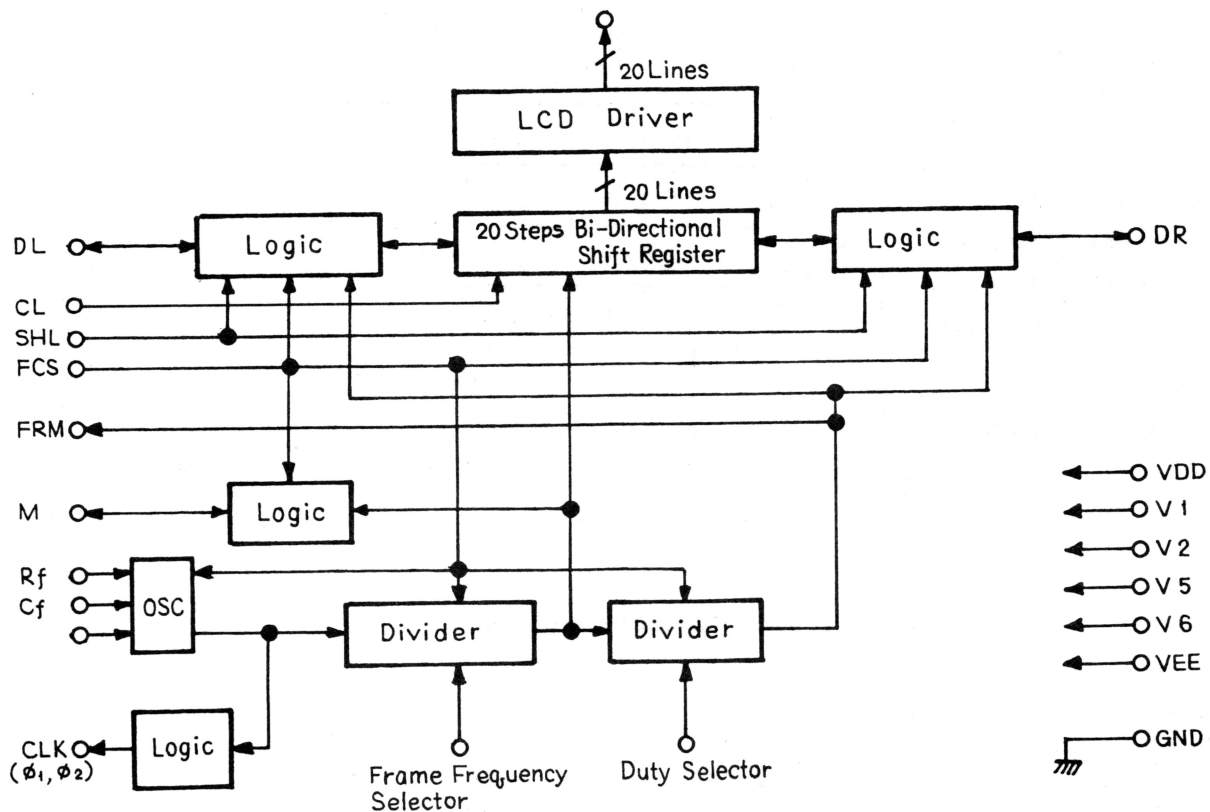 20 Lines
LCD Driver
20 Lines
DL
Logic
20 Steps Bi-Directional
Shift Register
Logic
DR
CL
SHL
FCS
FRM
M
Logic
VDD
V1
V2
V5
V6
VEE
GND
Rf
Cf
OSC
Divider
Divider
CLK
(ø1, ø2)
Logic
Frame Frequency
Selector
Duty Selector